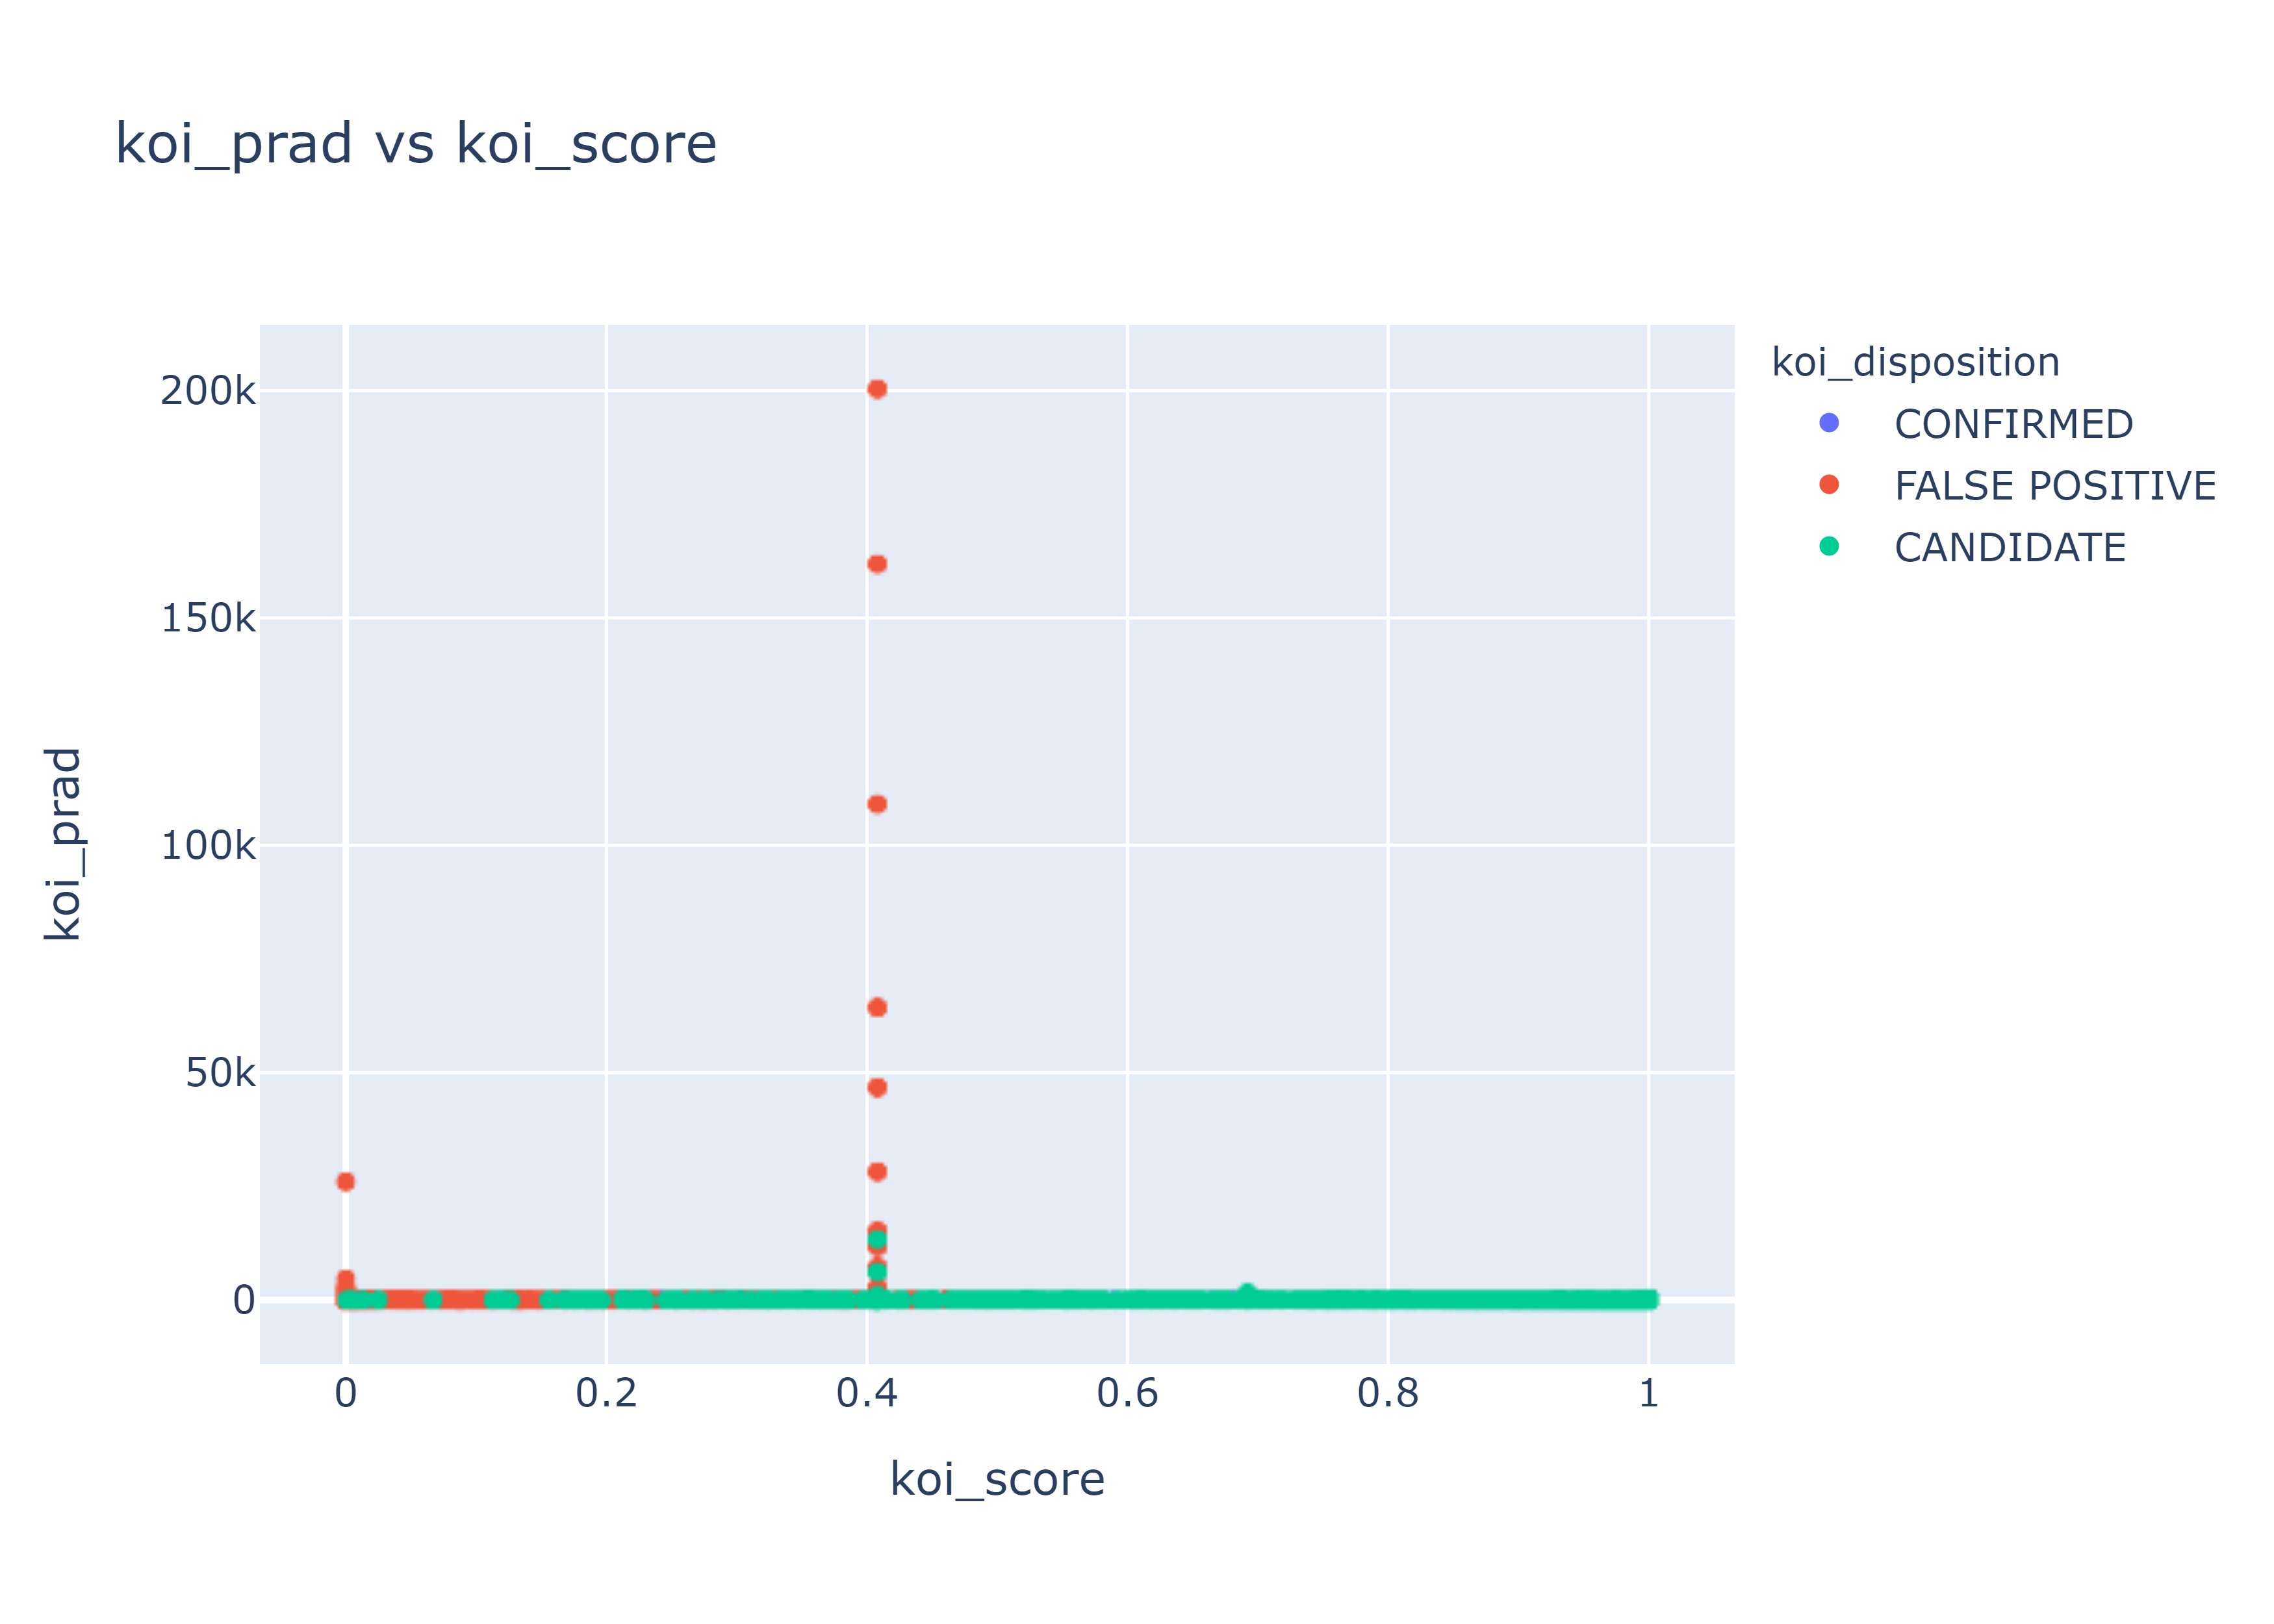 koi_prad vs koi_score
koi_disposition
CONFIRMED
FALSE POSITIVE
CANDIDATE
koi_prad
200k
150k
100k
50k
0
0
0.2
0.4
0.6
0.8
1
koi_score